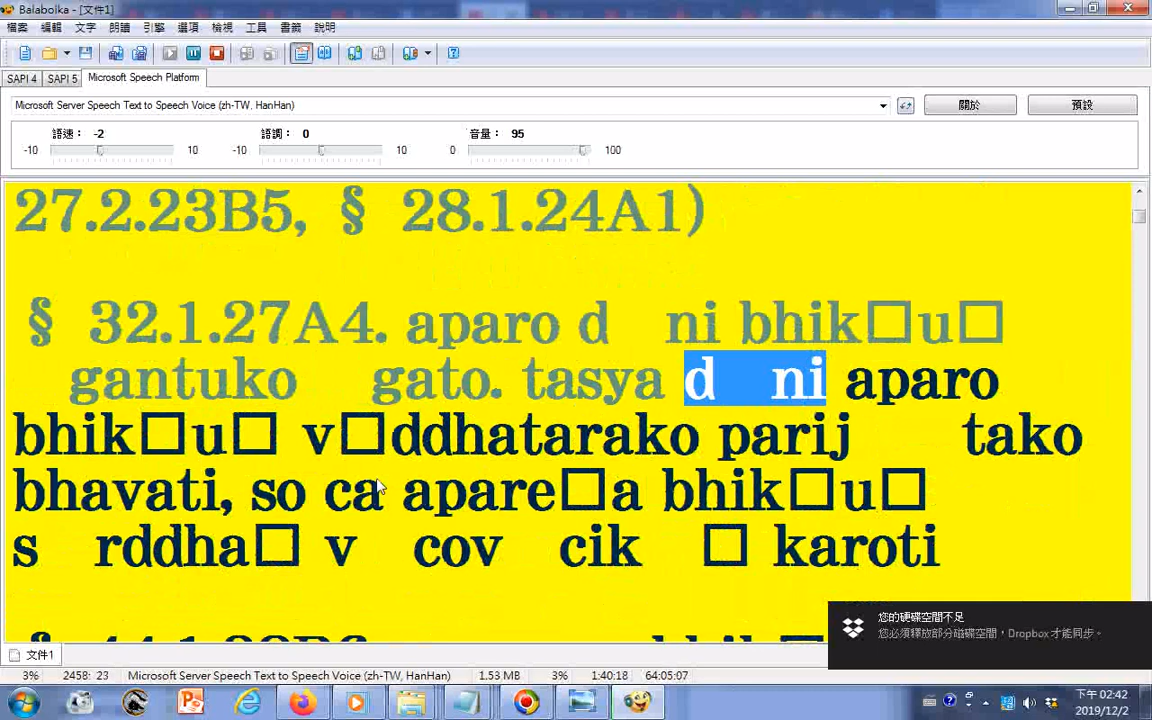 Balabolka - [文件1]
檔案 編輯 文字 朗讀 引擎 選項 檢視 工具 書籤 說明
SAPI 4 SAPI 5 Microsoft Speech Platform
Microsoft Server Speech Text to Speech Voice (zh-TW, HanHan) 關於 預設
語速： -2 語調： 0 音量： 95
-10 10 -10 10 0 100
27.2.23B5, § 28.1.24A1)
§ 32.1.27A4. aparo d ni bhik□u□
gantuko gato. tasya d ni aparo
bhik□u□ v□ddhatarako parij tako
bhavati, so ca apare□a bhik□u□
s rddha□ v cov cik □ karoti
您的硬碟空間不足
您必須釋放部分磁碟空間，Dropbox 才能同步。
文件1
3% 2458: 23 Microsoft Server Speech Text to Speech Voice (zh-TW, HanHan) 1.53 MB 3% 1:40:18 64:05:07
下午 02:42
2019/12/2